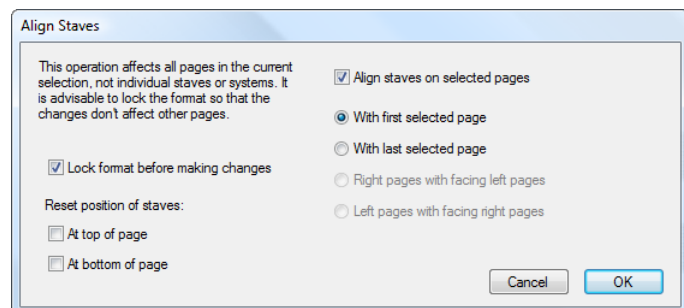 Align Staves
This operation affects all pages in the current
selection, not individual staves or systems. It
is advisable to lock the format so that the
changes don't affect other pages.
Lock format before making changes
Reset position of staves:
At top of page
At bottom of page
Align staves on selected pages
With first selected page
With last selected page
Right pages with facing left pages
Left pages with facing right pages
Cancel
OK